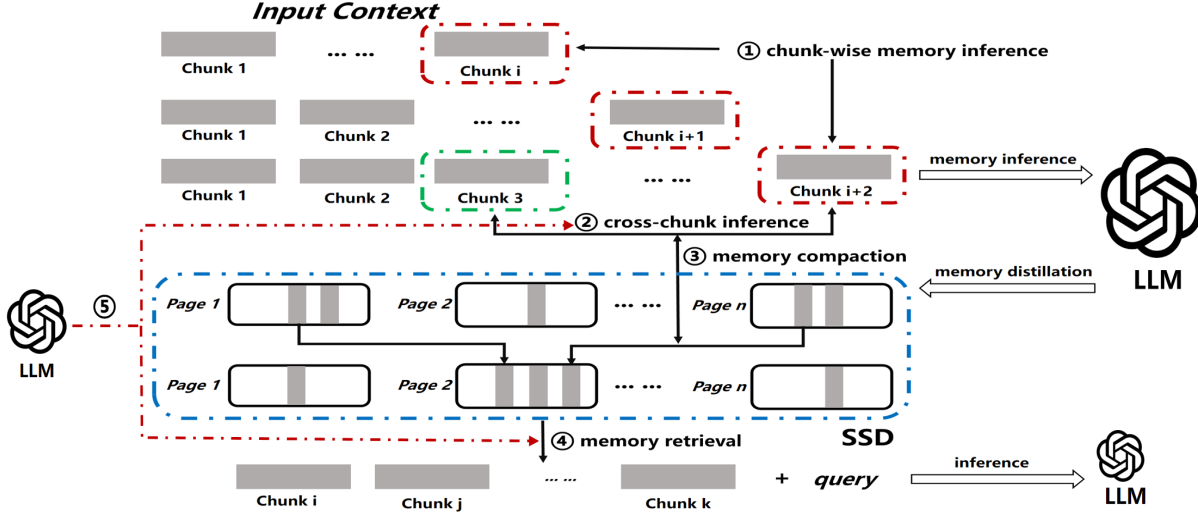 Input Context
Chunk 1
... ...
Chunk i
① chunk-wise memory inference
Chunk 1
Chunk 2
... ...
Chunk i+1
Chunk 1
Chunk 2
Chunk 3
... ...
Chunk i+2
memory inference
LLM
② cross-chunk inference
③ memory compaction
memory distillation
⑤
LLM
Page 1
Page 2
... ...
Page n
Page 1
Page 2
... ...
Page n
SSD
④ memory retrieval
Chunk i
Chunk j
... ...
Chunk k
+ query
inference
LLM